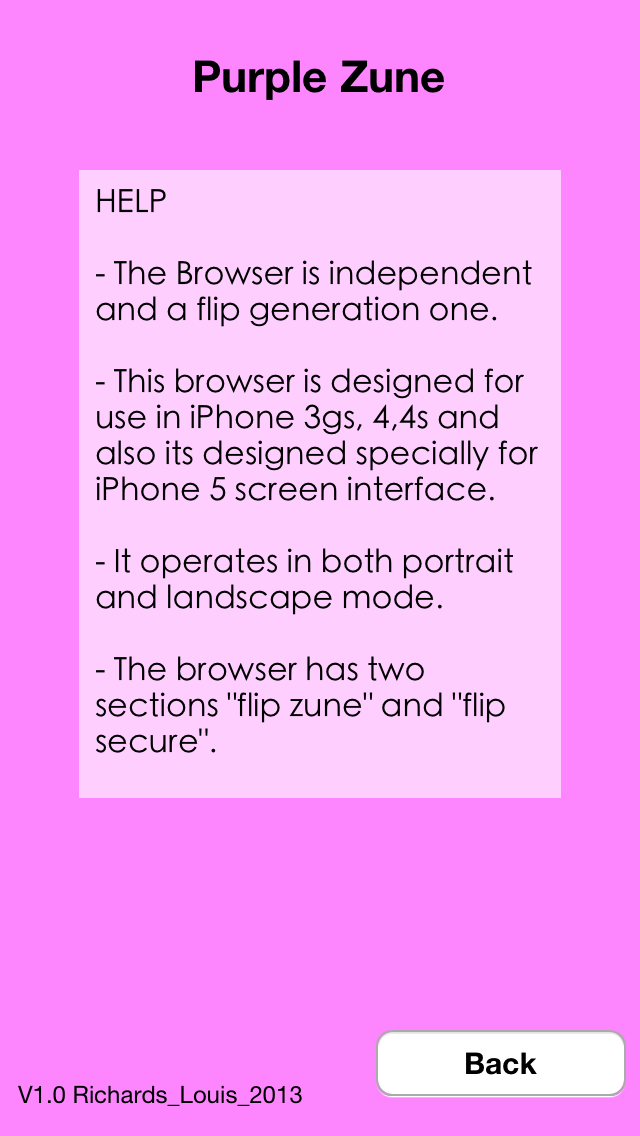 Purple Zune
HELP
- The Browser is independent
and a flip generation one.
- This browser is designed for
use in iPhone 3gs, 4,4s and
also its designed specially for
iPhone 5 screen interface.
- It operates in both portrait
and landscape mode.
- The browser has two
sections "flip zune" and "flip
secure".
Back
V1.0 Richards_Louis_2013